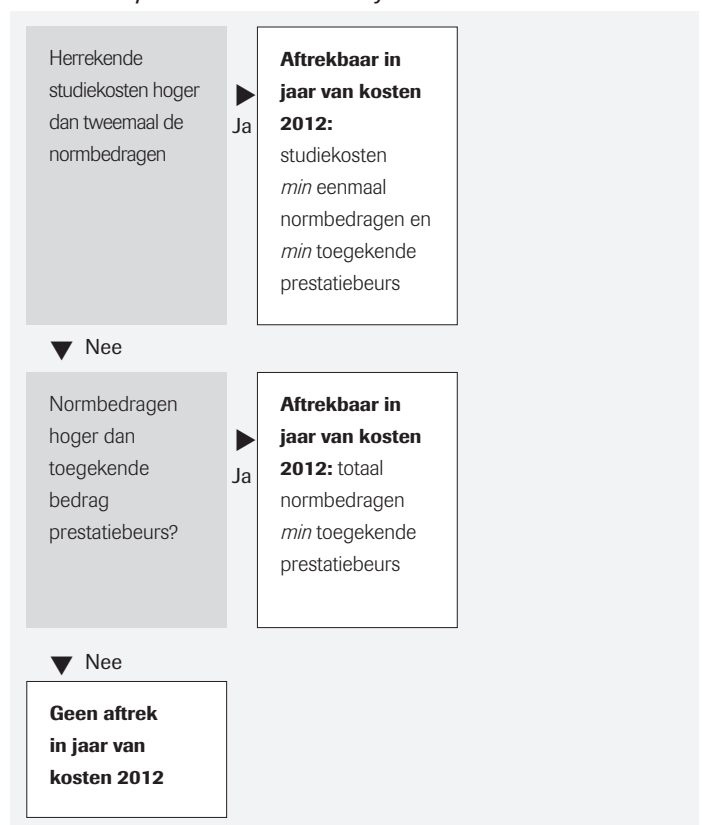 Herrekende
studiekosten hoger
dan tweemaal de
normbedragen
Ja
Aftrekbaar in
jaar van kosten
2012:
studiekosten
min eenmaal
normbedragen en
min toegekende
prestatiebeurs
Nee
Normbedragen
hoger dan
toegekende
bedrag
prestatiebeurs?
Ja
Aftrekbaar in
jaar van kosten
2012: totaal
normbedragen
min toegekende
prestatiebeurs
Nee
Geen aftrek
in jaar van
kosten 2012